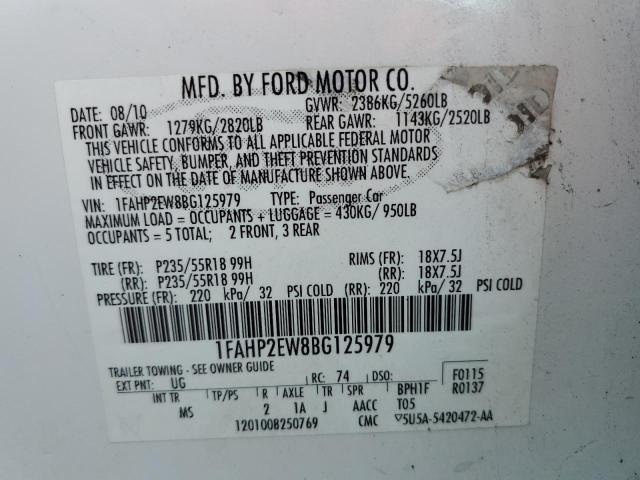 MFD. BY FORD MOTOR CO.
DATE: 08/10 GVWR: 2386KG/5260LB
FRONT GAWR: 1279KG/2820LB REAR GAWR: 1143KG/2520LB
THIS VEHICLE CONFORMS TO ALL APPLICABLE FEDERAL MOTOR
VEHICLE SAFETY, BUMPER, AND THEFT PREVENTION STANDARDS
IN EFFECT ON THE DATE OF MANUFACTURE SHOWN ABOVE.
VIN: 1FAHP2EW8BG125979 TYPE: Passenger Car
MAXIMUM LOAD = OCCUPANTS + LUGGAGE = 430KG/ 950LB
OCCUPANTS = 5 TOTAL; 2 FRONT, 3 REAR
TIRE (FR): P235/55R18 99H RIMS (FR): 18X7.5J
(RR): P235/55R18 99H (RR): 18X7.5J
PRESSURE (FR): 220 kPa/ 32 PSI COLD (RR): 220 kPa/ 32 PSI COLD
1FAHP2EW8BG125979
TRAILER TOWING - SEE OWNER GUIDE
EXT PNT: UG RC: 74 DSO: F0115
INT TR TP/PS R AXLE TR SPR BPH1F R0137
MS 2 1A J AACC T05
1201008250769 CMC ▽5U5A-5420472-AA